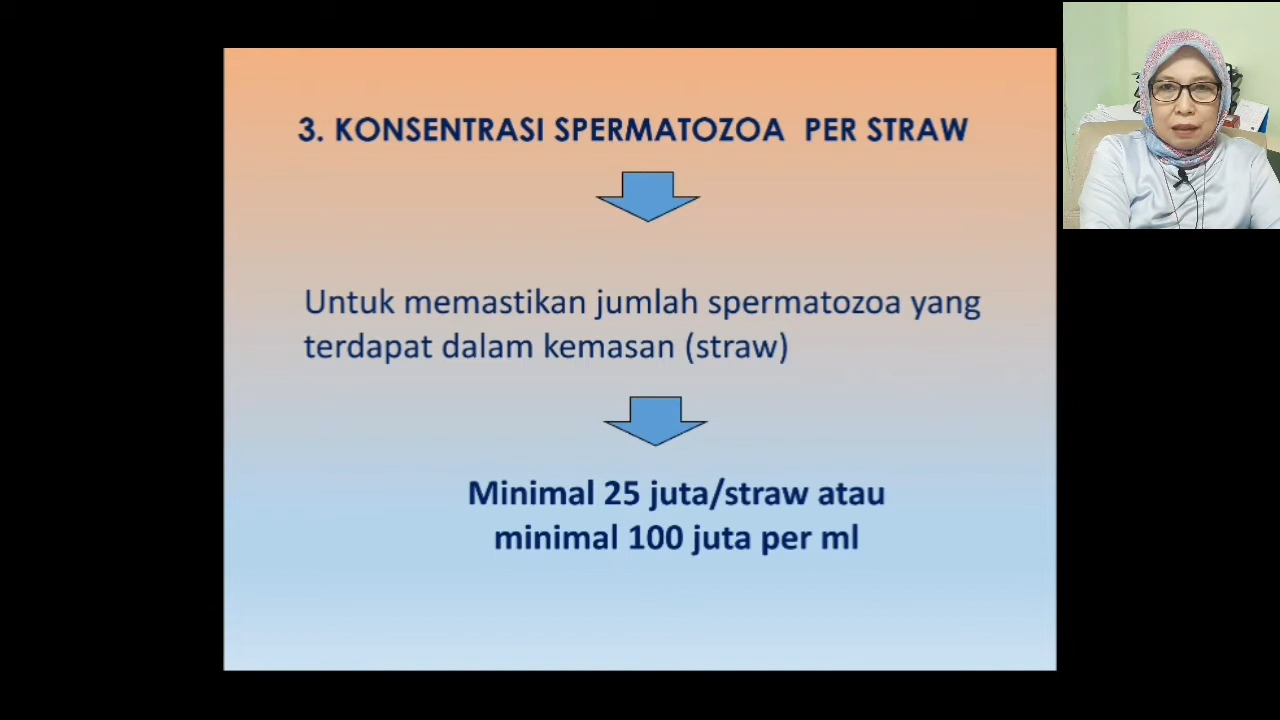 3. KONSENTRASI SPERMATOZOA PER STRAW
Untuk memastikan jumlah spermatozoa yang
terdapat dalam kemasan (straw)
Minimal 25 juta/straw atau
minimal 100 juta per ml